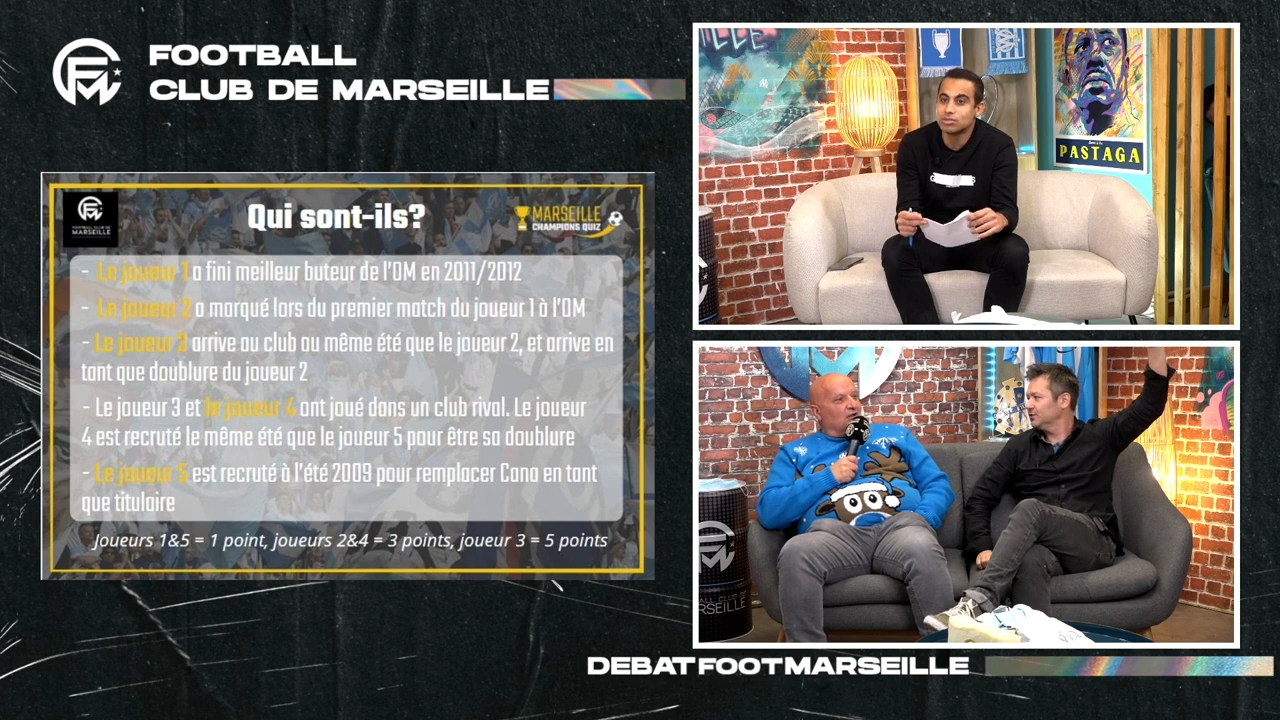 FOOTBALL
CLUB DE MARSEILLE
FOOTBALL CLUB DE
MARSEILLE
Qui sont-ils?
MARSEILLE
CHAMPIONS QUIZ
- Le joueur 1 a fini meilleur buteur de l'OM en 2011/2012
- Le joueur 2 a marqué lors du premier match du joueur 1 à l'OM
- Le joueur 3 arrive au club au même été que le joueur 2, et arrive en
tant que doublure du joueur 2
- Le joueur 3 et le joueur 4 ont joué dans un club rival. Le joueur
4 est recruté le même été que le joueur 5 pour être sa doublure
- Le joueur 5 est recruté à l'été 2009 pour remplacer Cana en tant
que titulaire
Joueurs 1&5 = 1 point, joueurs 2&4 = 3 points, joueur 3 = 5 points
PASTAGA
DEBATFOOTMARSEILLE